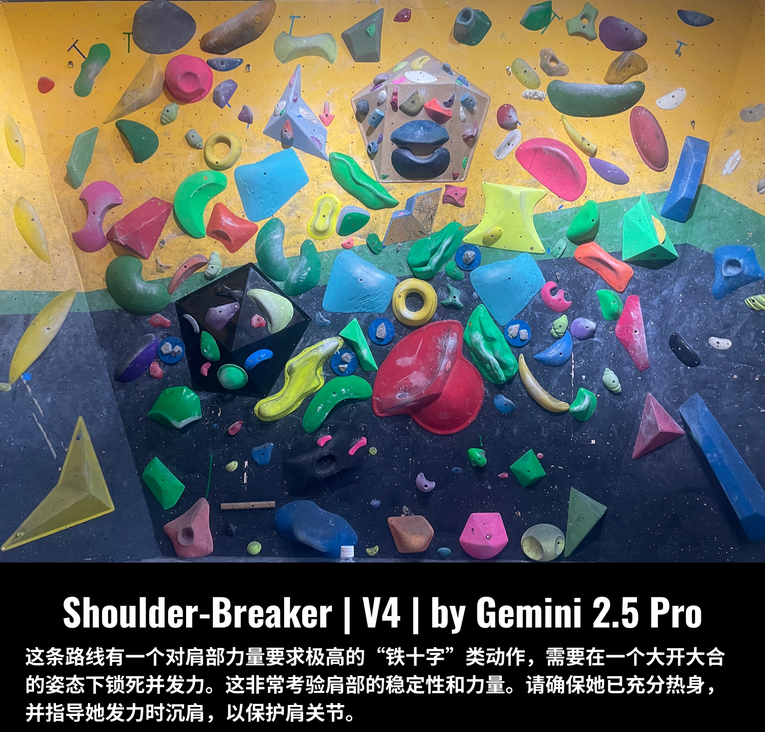 Shoulder-Breaker | V4 | by Gemini 2.5 Pro
这条路线有一个对肩部力量要求极高的“铁十字”类动作，需要在一个大开大合
的姿态下锁死并发力。这非常考验肩部的稳定性和力量。请确保她已充分热身，
并指导她发力时沉肩，以保护肩关节。